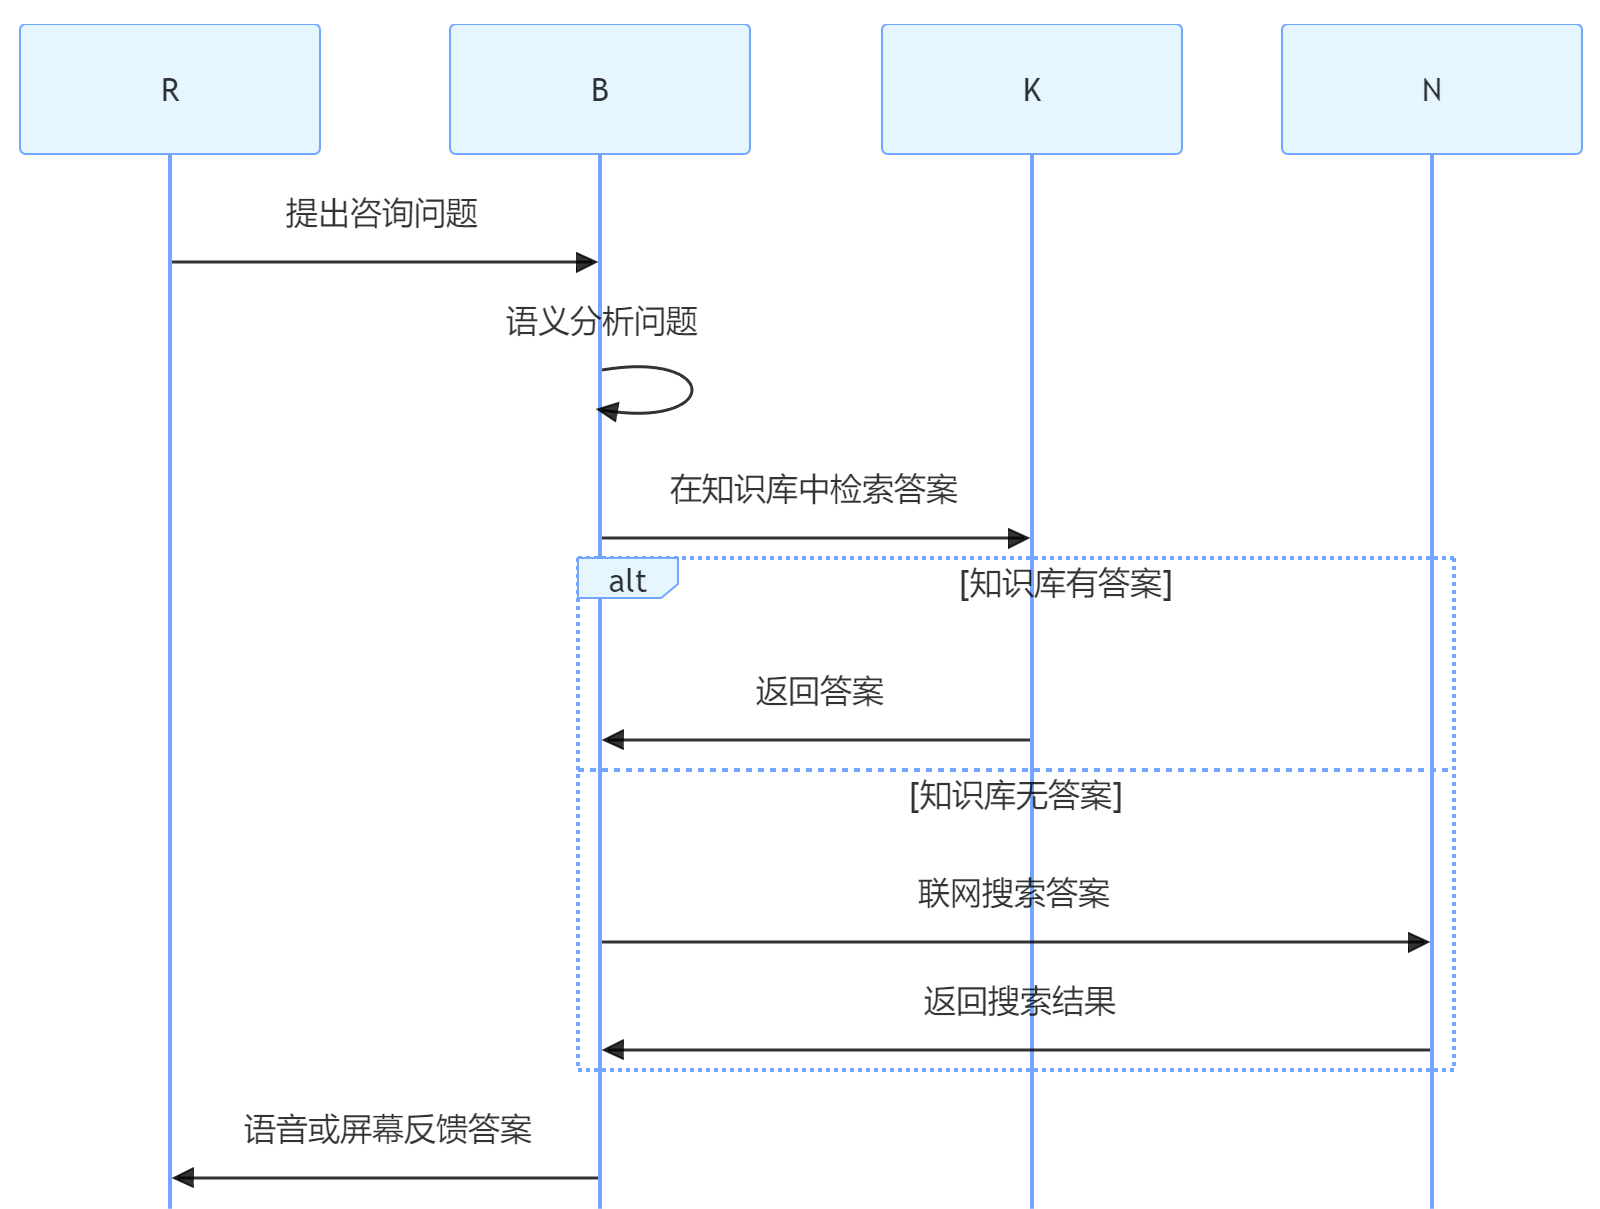 R
B
K
N
提出咨询问题
语义分析问题
在知识库中检索答案
alt
[知识库有答案]
返回答案
[知识库无答案]
联网搜索答案
返回搜索结果
语音或屏幕反馈答案